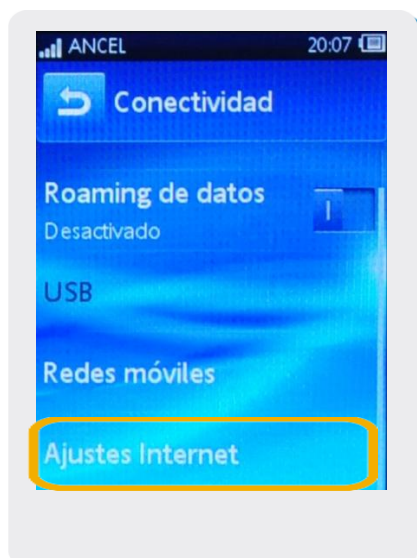 ANCEL 20:07
Conectividad
Roaming de datos
Desactivado
USB
Redes móviles
Ajustes Internet